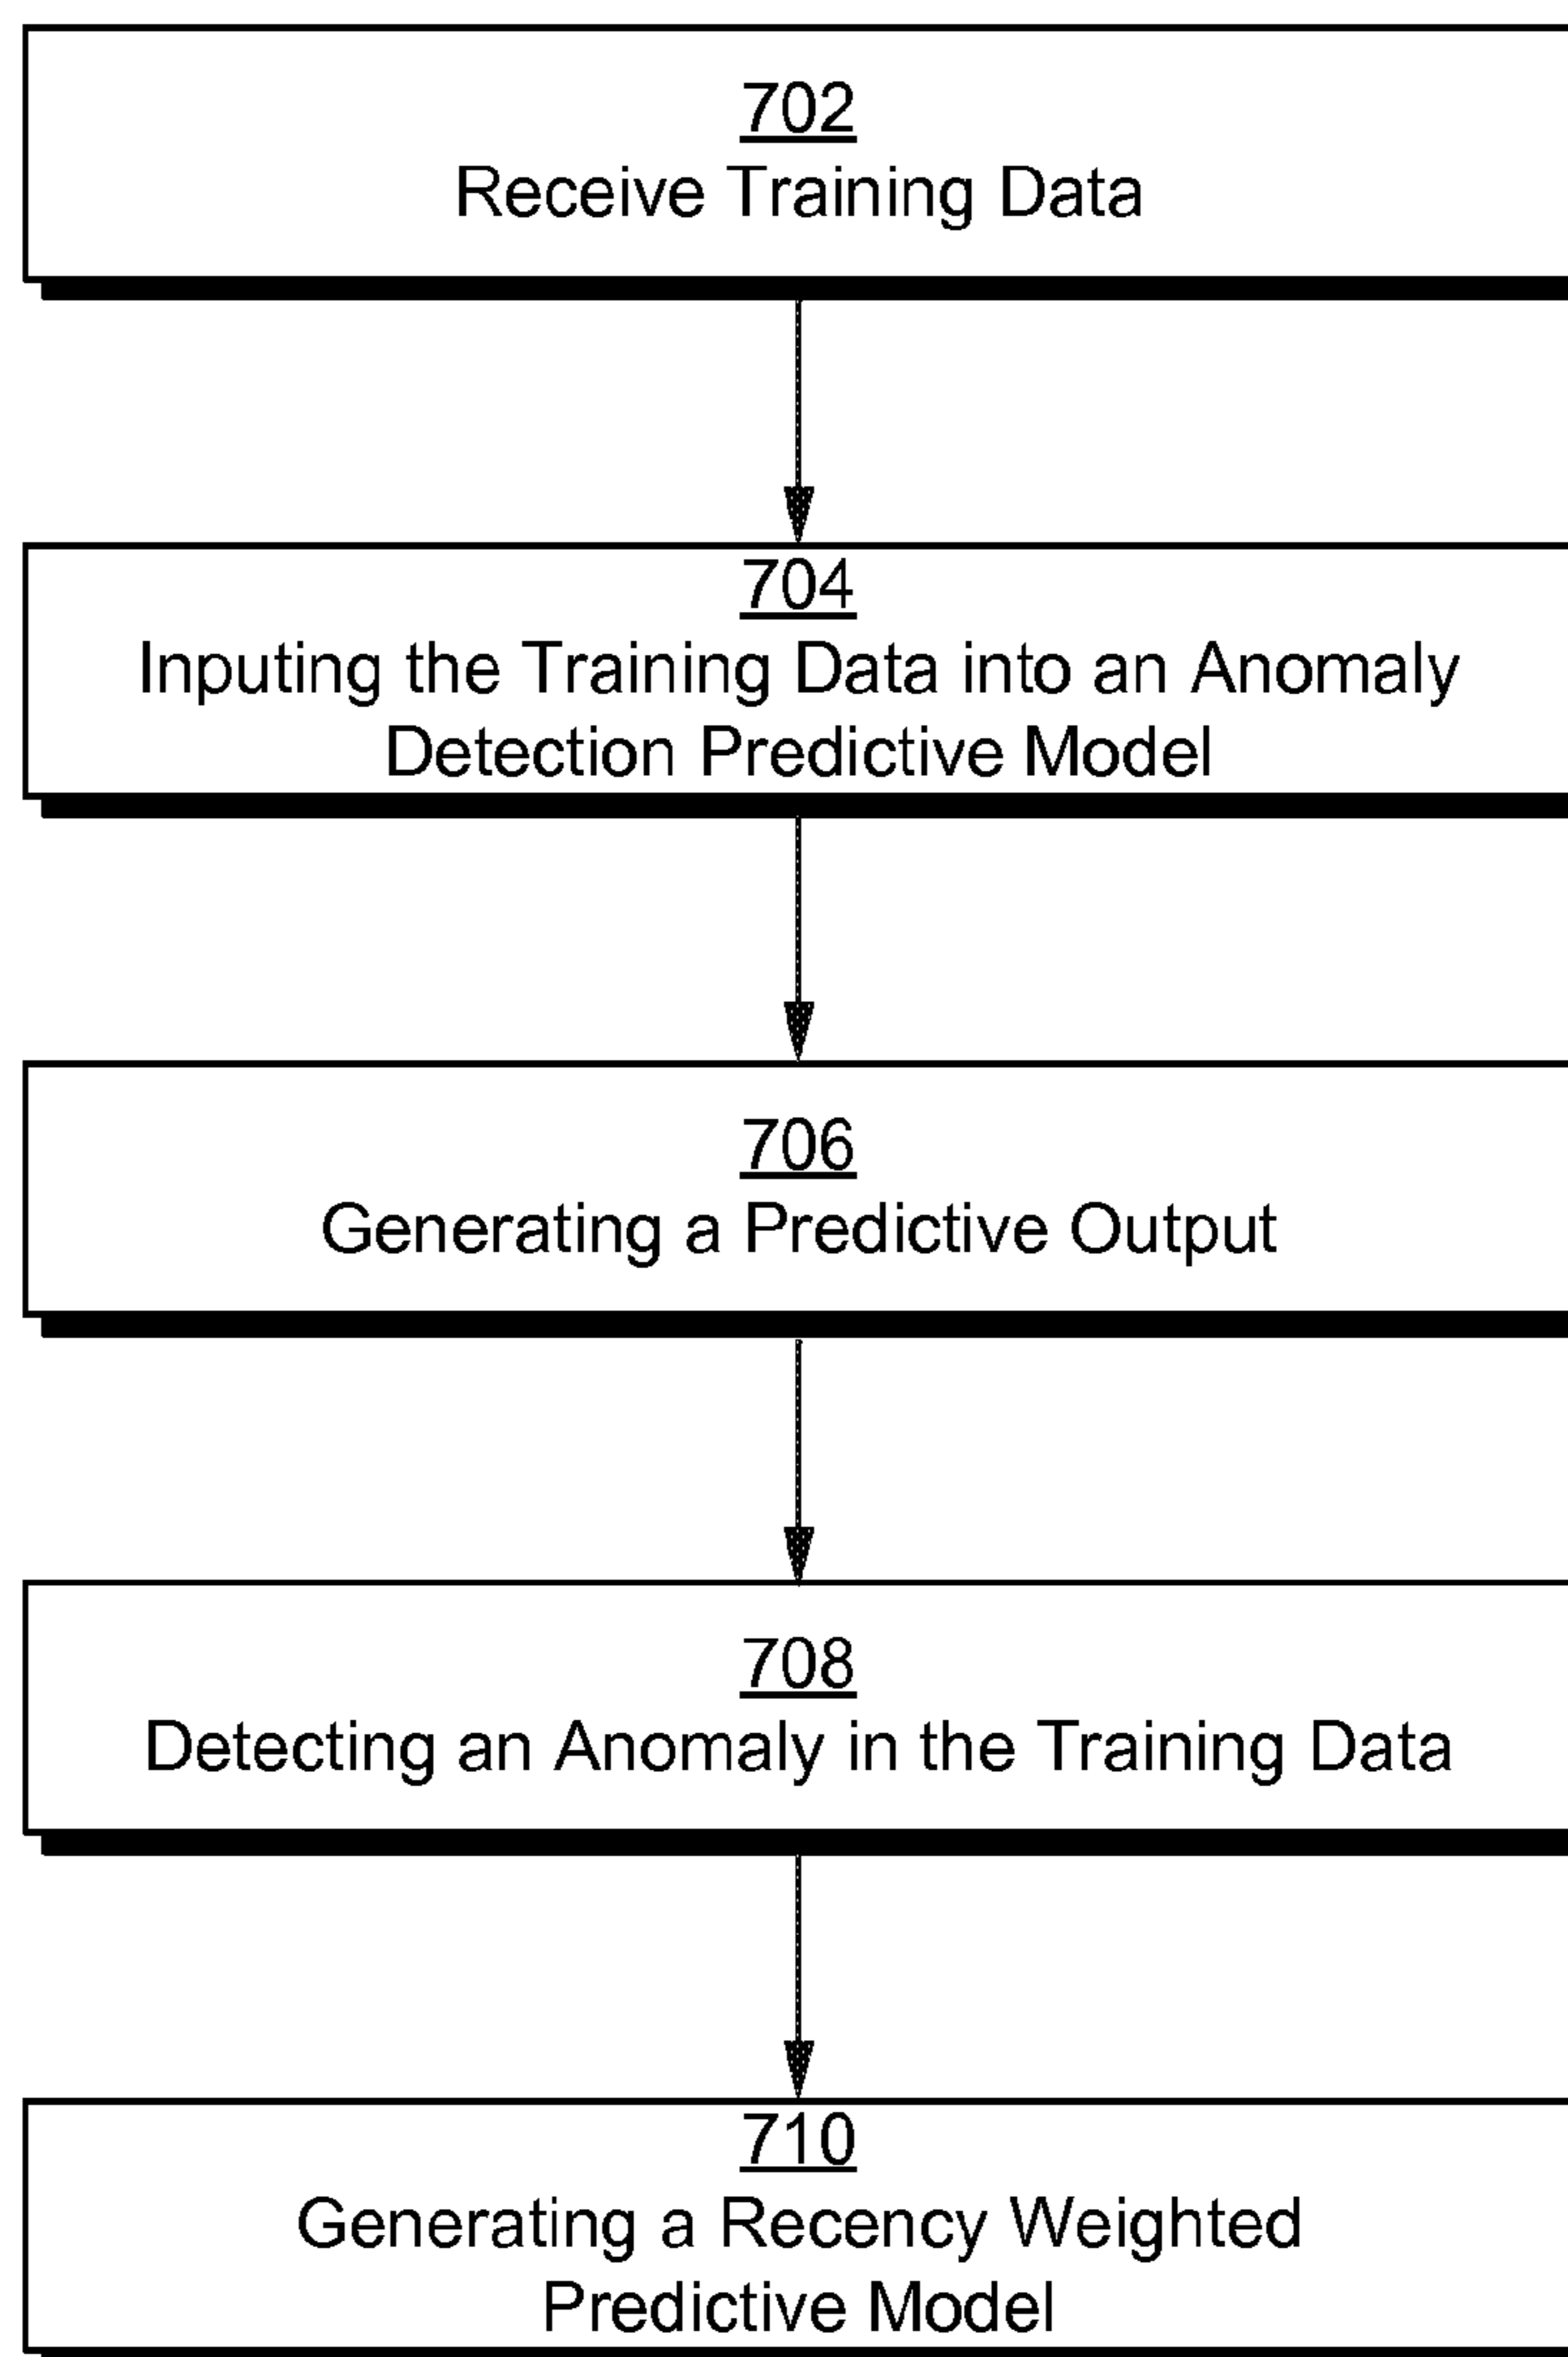 702
Receive Training Data
704
Inputing the Training Data into an Anomaly
Detection Predictive Model
706
Generating a Predictive Output
708
Detecting an Anomaly in the Training Data
710
Generating a Recency Weighted
Predictive Model